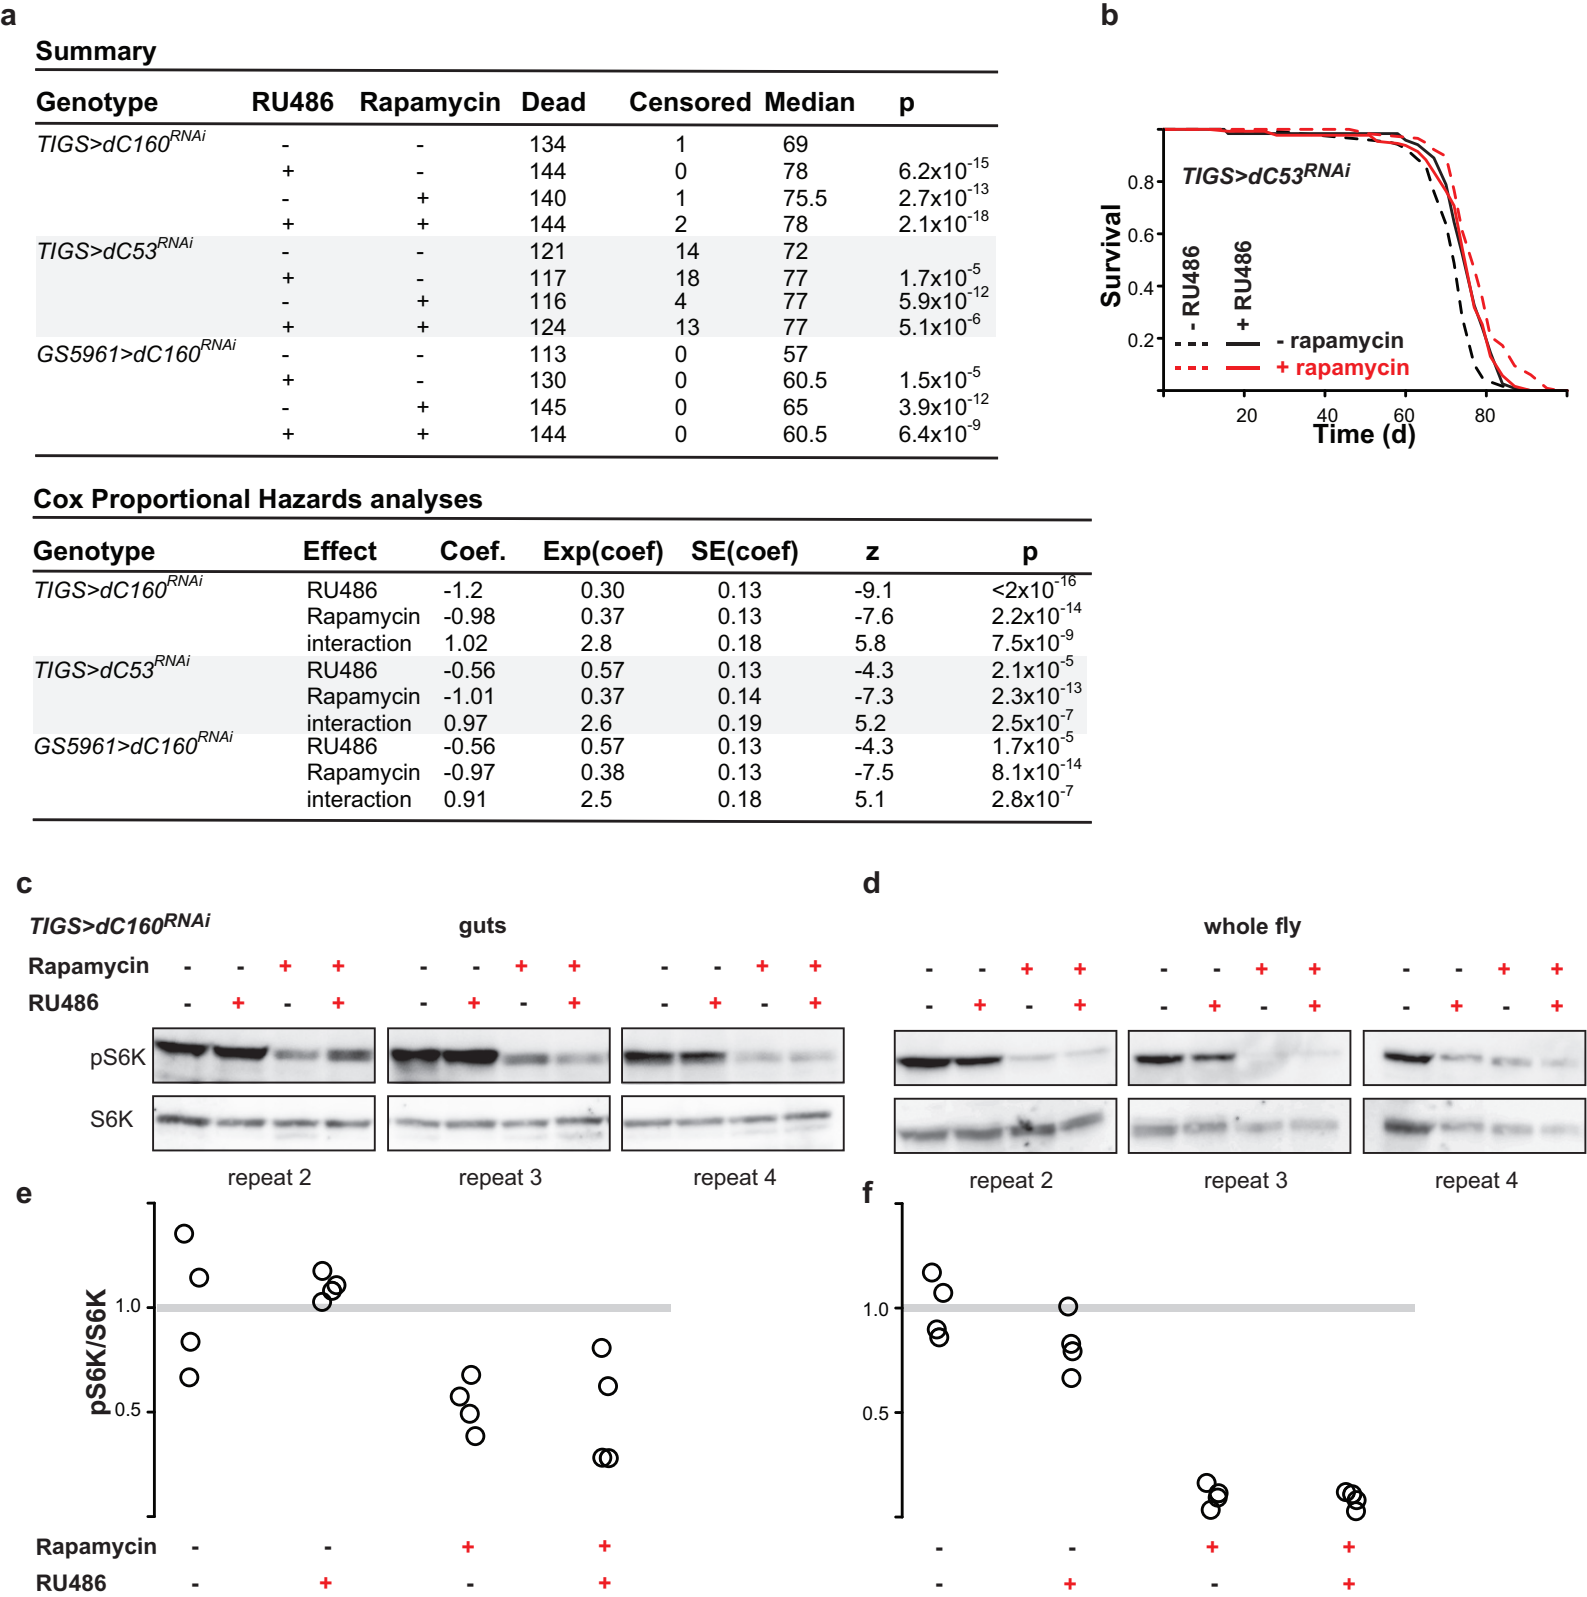 a
Summary
Genotype RU486 Rapamycin Dead Censored Median p
TIGS>dC160RNAi - - 134 1 69
+ - 144 0 78 6.2x10-15
- + 140 1 75.5 2.7x10-13
+ + 144 2 78 2.1x10-18
TIGS>dC53RNAi - - 121 14 72
+ - 117 18 77 1.7x10-5
- + 116 4 77 5.9x10-12
+ + 124 13 77 5.1x10-6
GS5961>dC160RNAi - - 113 0 57
+ - 130 0 60.5 1.5x10-5
- + 145 0 65 3.9x10-12
+ + 144 0 60.5 6.4x10-9
Cox Proportional Hazards analyses
Genotype Effect Coef. Exp(coef) SE(coef) z p
TIGS>dC160RNAi RU486 -1.2 0.30 0.13 -9.1 <2x10-16
Rapamycin -0.98 0.37 0.13 -7.6 2.2x10-14
interaction 1.02 2.8 0.18 5.8 7.5x10-9
TIGS>dC53RNAi RU486 -0.56 0.57 0.13 -4.3 2.1x10-5
Rapamycin -1.01 0.37 0.14 -7.3 2.3x10-13
interaction 0.97 2.6 0.19 5.2 2.5x10-7
GS5961>dC160RNAi RU486 -0.56 0.57 0.13 -4.3 1.7x10-5
Rapamycin -0.97 0.38 0.13 -7.5 8.1x10-14
interaction 0.91 2.5 0.18 5.1 2.8x10-7
b
TIGS>dC53RNAi
Survival
0.8
0.6
0.4
0.2
- RU486
+ RU486
- rapamycin
+ rapamycin
20 40 60 80
Time (d)
c
TIGS>dC160RNAi guts
Rapamycin - - + + - - + + - - + +
RU486 - + - + - + - + - + - +
pS6K
S6K
repeat 2 repeat 3 repeat 4
d
whole fly
- - + + - - + + - - + +
- + - + - + - + - + - +
repeat 2 repeat 3 repeat 4
e
pS6K/S6K
1.0
0.5
Rapamycin - - + +
RU486 - + - +
f
1.0
0.5
- - + +
- + - +